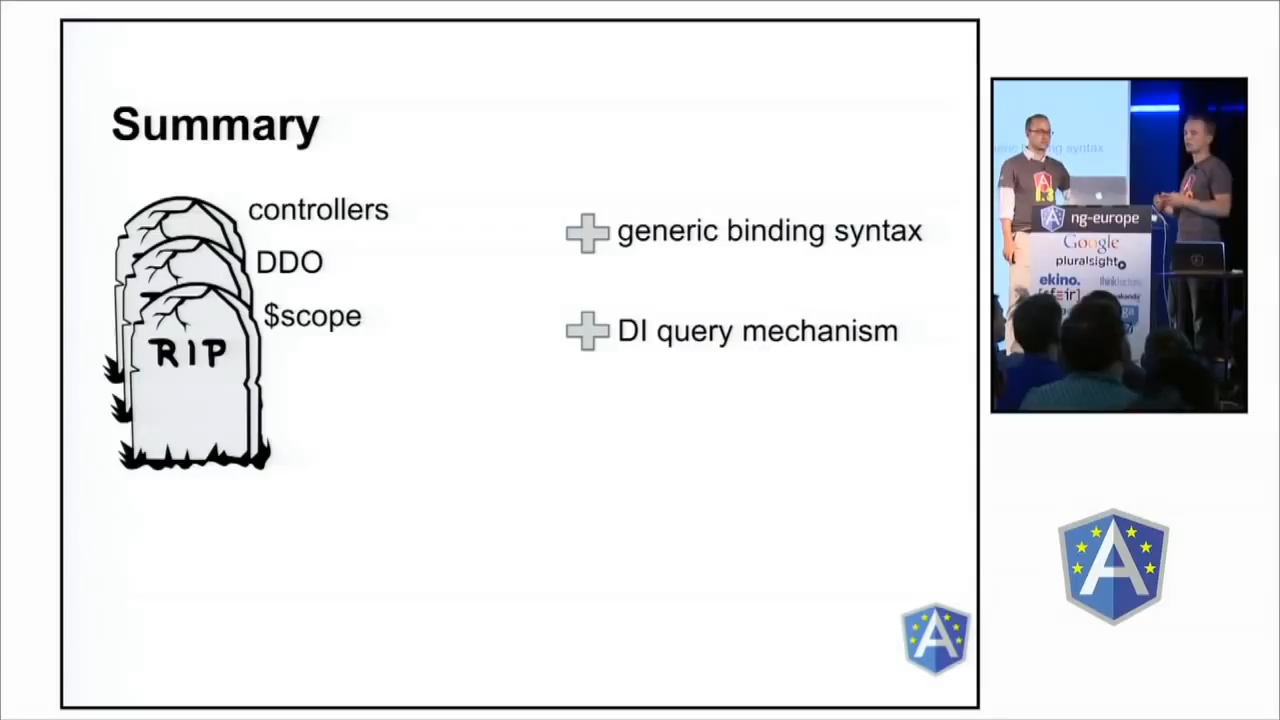 Summary
controllers
DDO
$scope
RIP
generic binding syntax
DI query mechanism
ng-europe
Google
pluralsight
ekino.